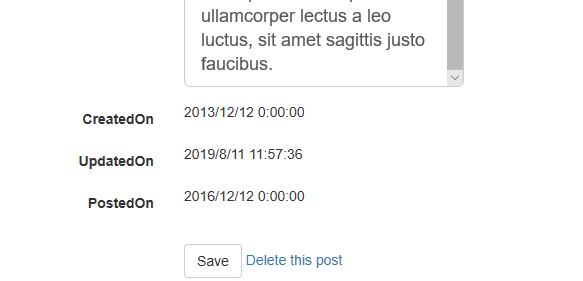 ullamcorper lectus a leo
luctus, sit amet sagittis justo
faucibus.
CreatedOn 2013/12/12 0:00:00
UpdatedOn 2019/8/11 11:57:36
PostedOn 2016/12/12 0:00:00
Save Delete this post